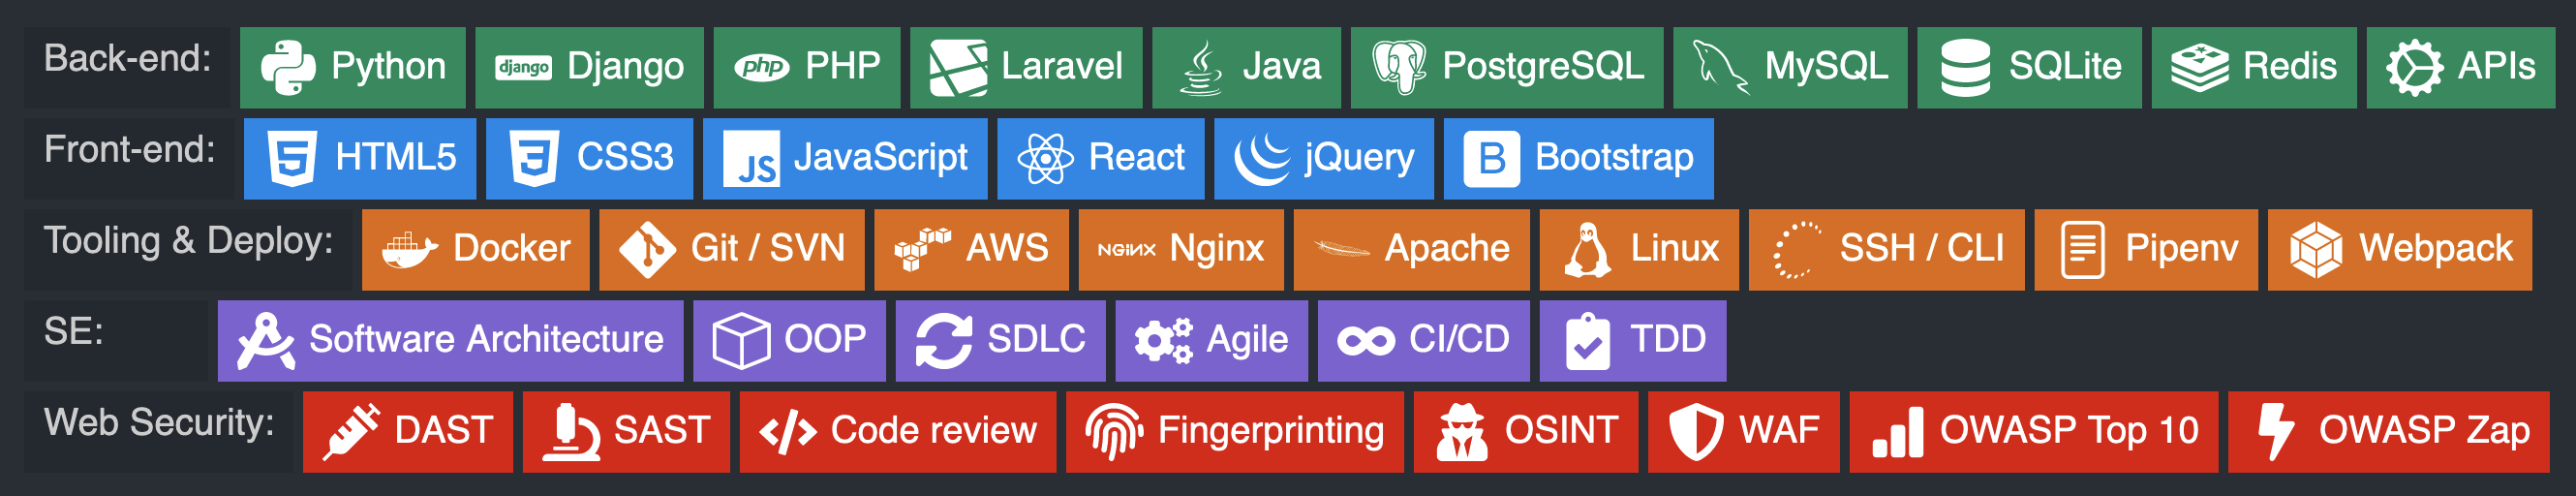 Back-end: Python django Django php PHP Laravel Java PostgreSQL MySQL SQLite Redis APIs
Front-end: 5 HTML5 3 CSS3 JS JavaScript React jQuery B Bootstrap
Tooling & Deploy: Docker Git / SVN AWS NGINX Nginx Apache Linux SSH / CLI Pipenv Webpack
SE: Software Architecture OOP SDLC Agile CI/CD TDD
Web Security: DAST SAST </> Code review Fingerprinting OSINT WAF OWASP Top 10 OWASP Zap